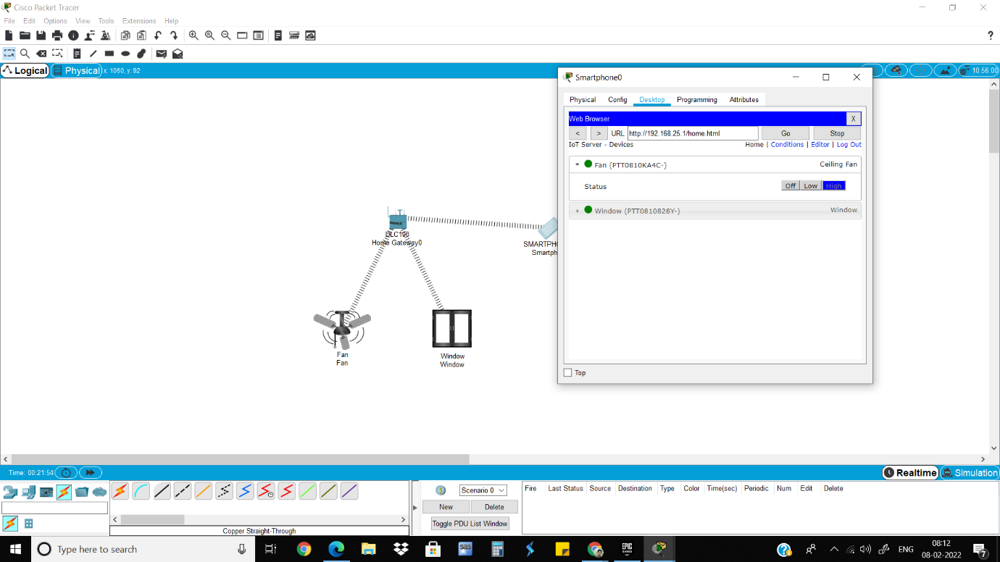 Cisco Packet Tracer
File Edit Options View Tools Extensions Help
?
Logical Physical x: 1060, y: 92
10:56:00
Smartphone0
Physical Config Desktop Programming Attributes
Web Browser X
< > URL http://192.168.25.1/home.html Go Stop
IoT Server - Devices Home | Conditions | Editor | Log Out
Fan (PTT0810KA4C-) Ceiling Fan
Status Off Low High
Window (PTT0810828Y-) Window
Top
DLC100
Home Gateway0
SMARTPHO
Smartph
Fan
Fan
Window
Window
Time: 00:21:54
Realtime Simulation
Scenario 0
New Delete
Toggle PDU List Window
Fire Last Status Source Destination Type Color Time(sec) Periodic Num Edit Delete
Copper Straight-Through
Type here to search
sas
EPIC
GAMES
ENG
08:12
08-02-2022
7